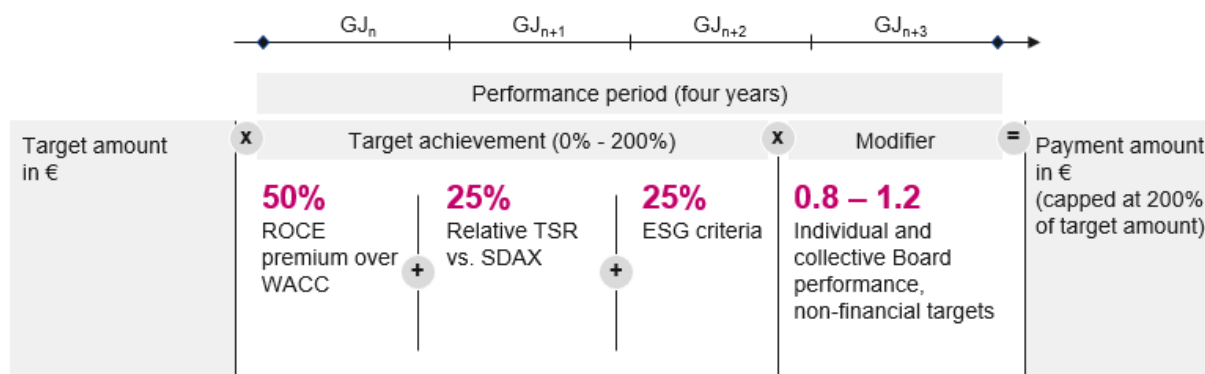 GJn
GJn+1
GJn+2
GJn+3
Performance period (four years)
Target amount
in €
x
Target achievement (0% - 200%)
x
Modifier
=
Payment amount
in €
(capped at 200%
of target amount)
50%
ROCE
premium over
WACC
+
25%
Relative TSR
vs. SDAX
+
25%
ESG criteria
0.8 – 1.2
Individual and
collective Board
performance,
non-financial targets